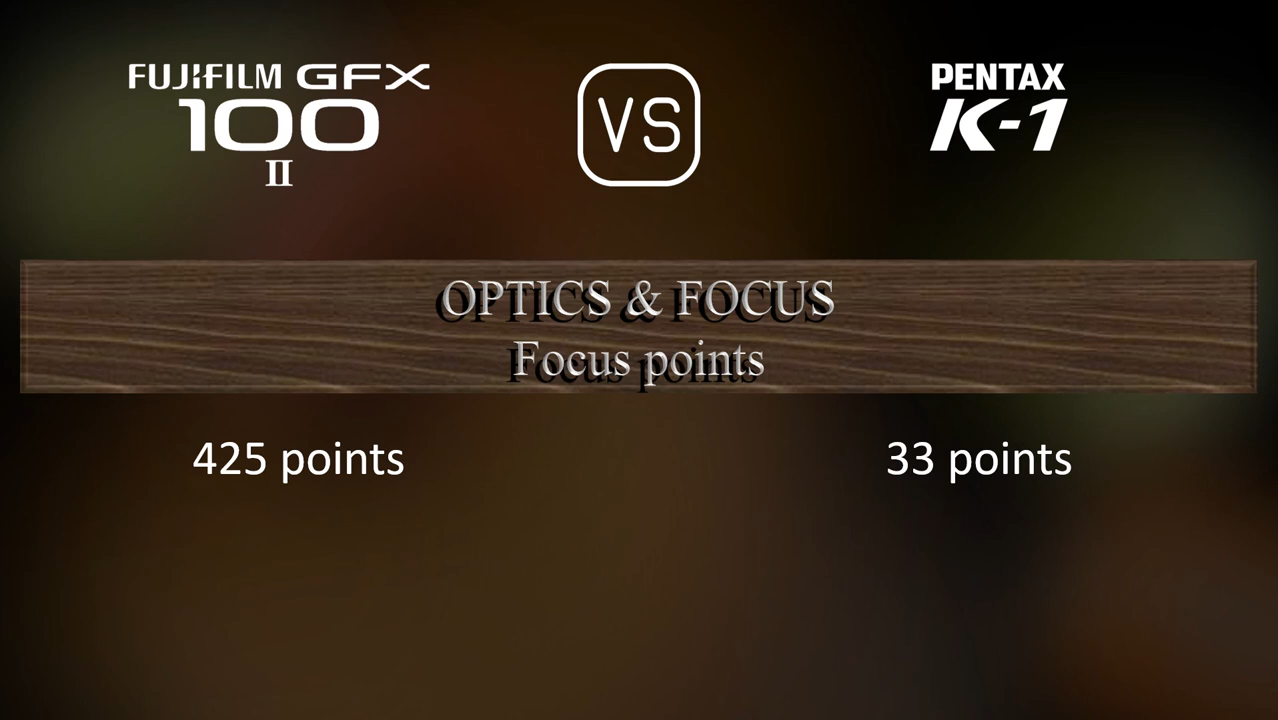 FUJIFILM GFX
100
II
VS
PENTAX
K-1
OPTICS & FOCUS
Focus points
425 points
33 points